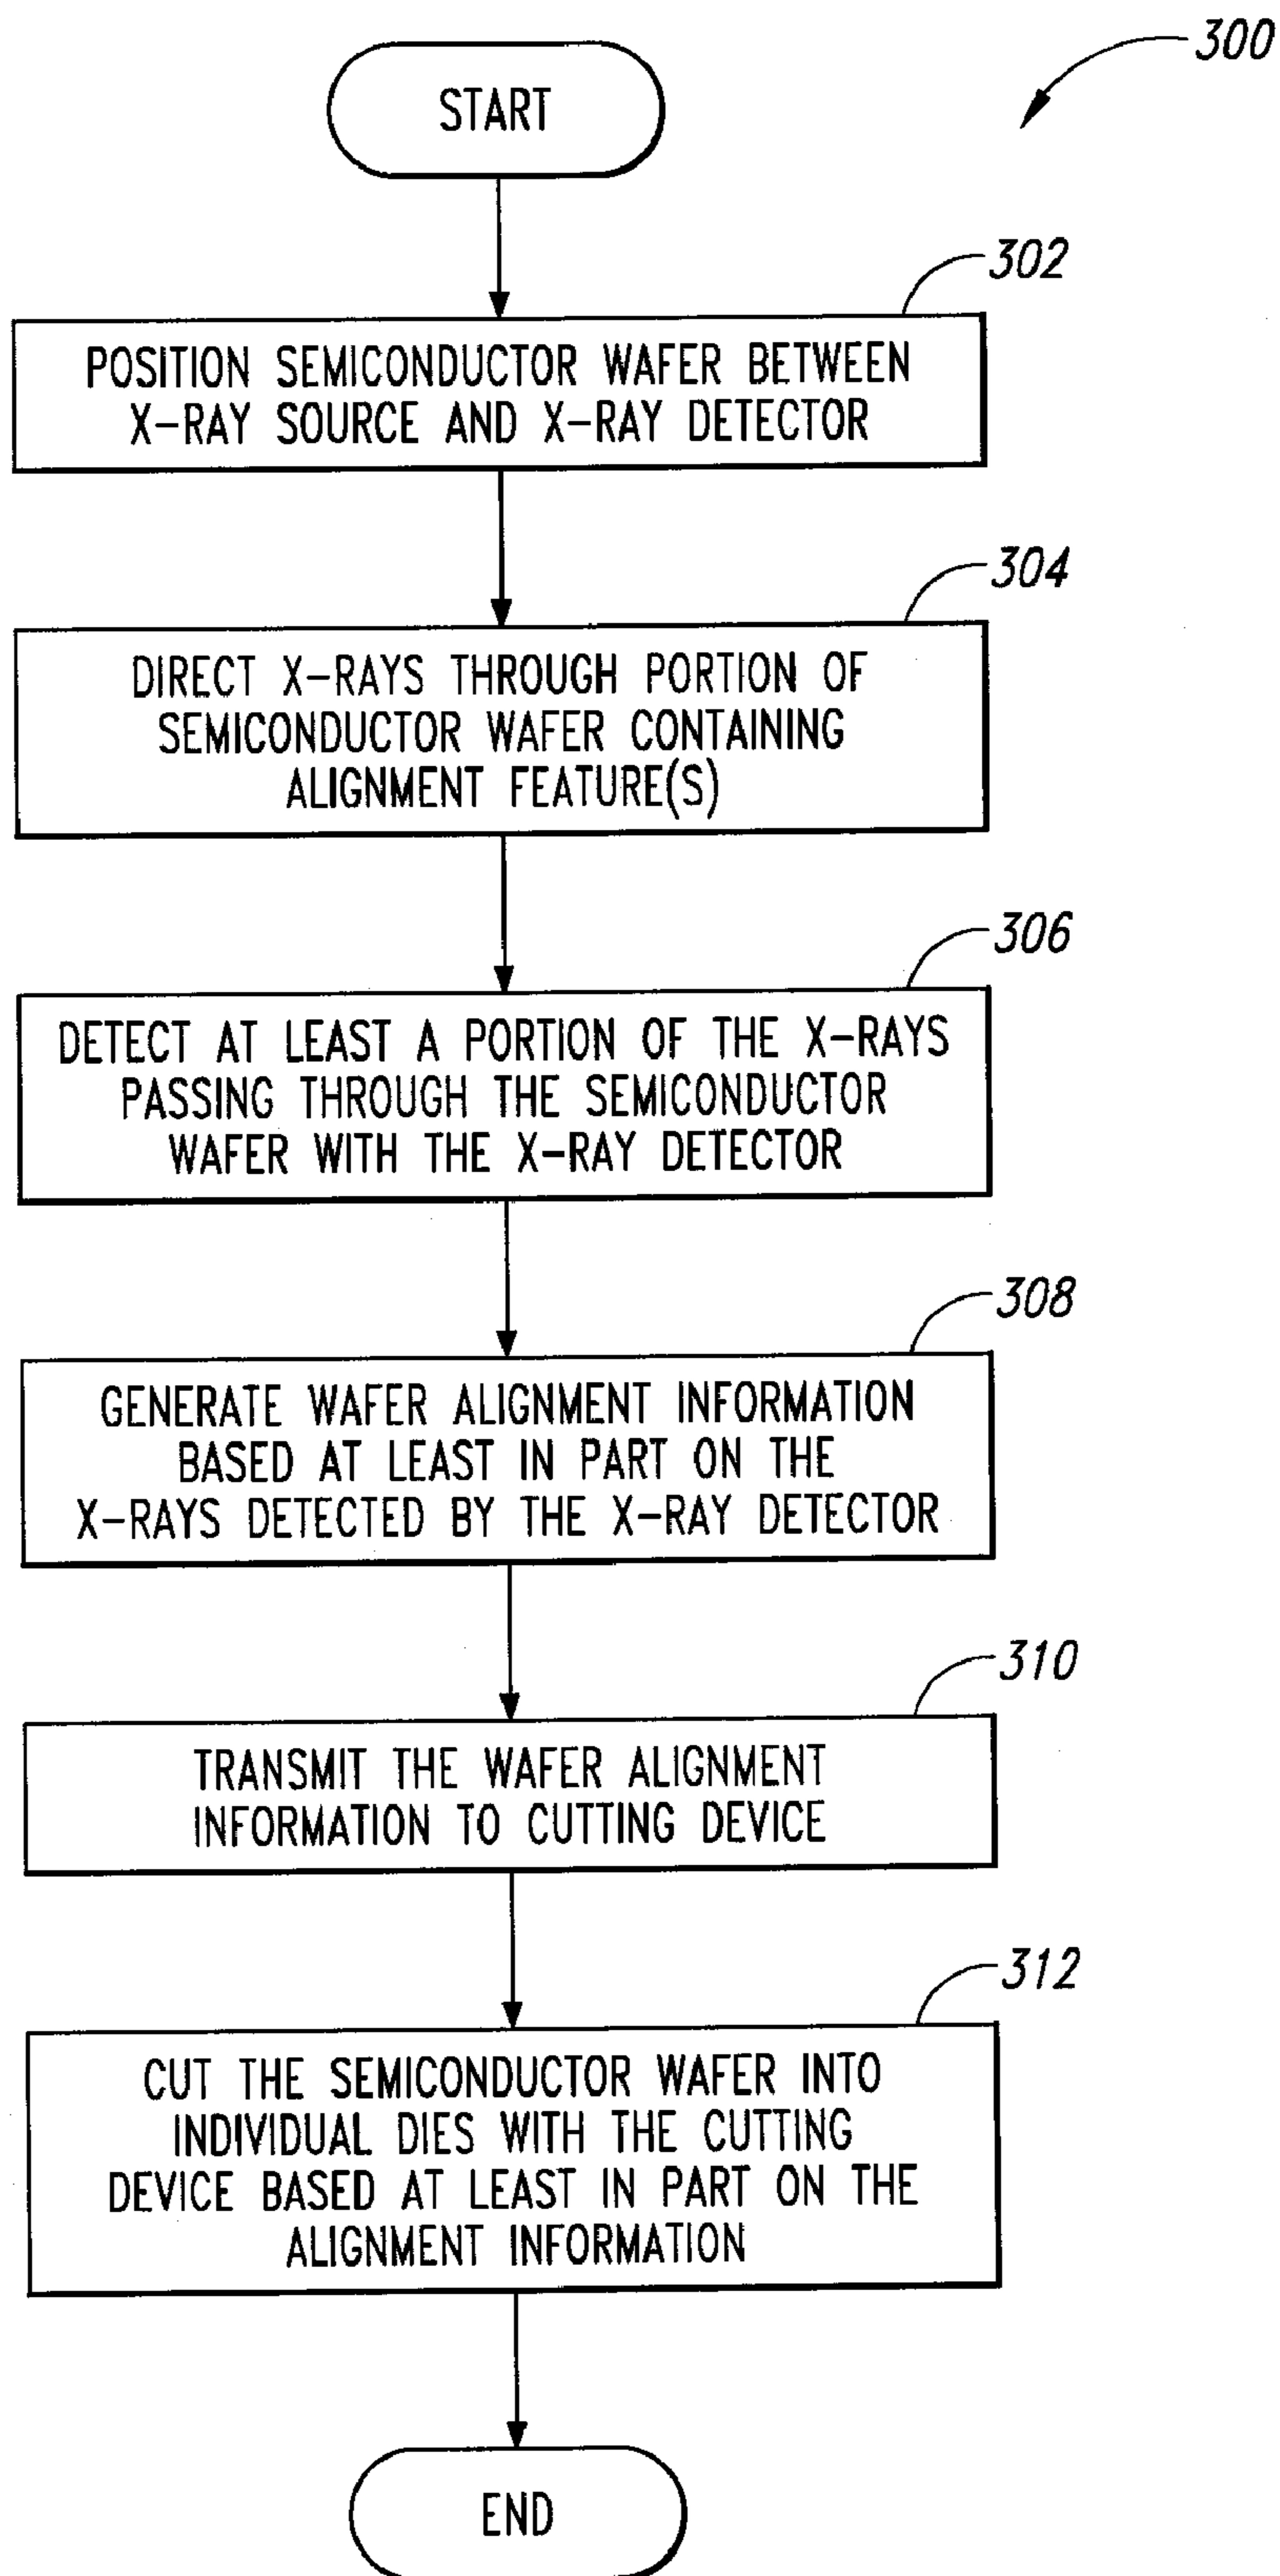 300
START
302
POSITION SEMICONDUCTOR WAFER BETWEEN
X-RAY SOURCE AND X-RAY DETECTOR
304
DIRECT X-RAYS THROUGH PORTION OF
SEMICONDUCTOR WAFER CONTAINING
ALIGNMENT FEATURE(S)
306
DETECT AT LEAST A PORTION OF THE X-RAYS
PASSING THROUGH THE SEMICONDUCTOR
WAFER WITH THE X-RAY DETECTOR
308
GENERATE WAFER ALIGNMENT INFORMATION
BASED AT LEAST IN PART ON THE
X-RAYS DETECTED BY THE X-RAY DETECTOR
310
TRANSMIT THE WAFER ALIGNMENT
INFORMATION TO CUTTING DEVICE
312
CUT THE SEMICONDUCTOR WAFER INTO
INDIVIDUAL DIES WITH THE CUTTING
DEVICE BASED AT LEAST IN PART ON THE
ALIGNMENT INFORMATION
END